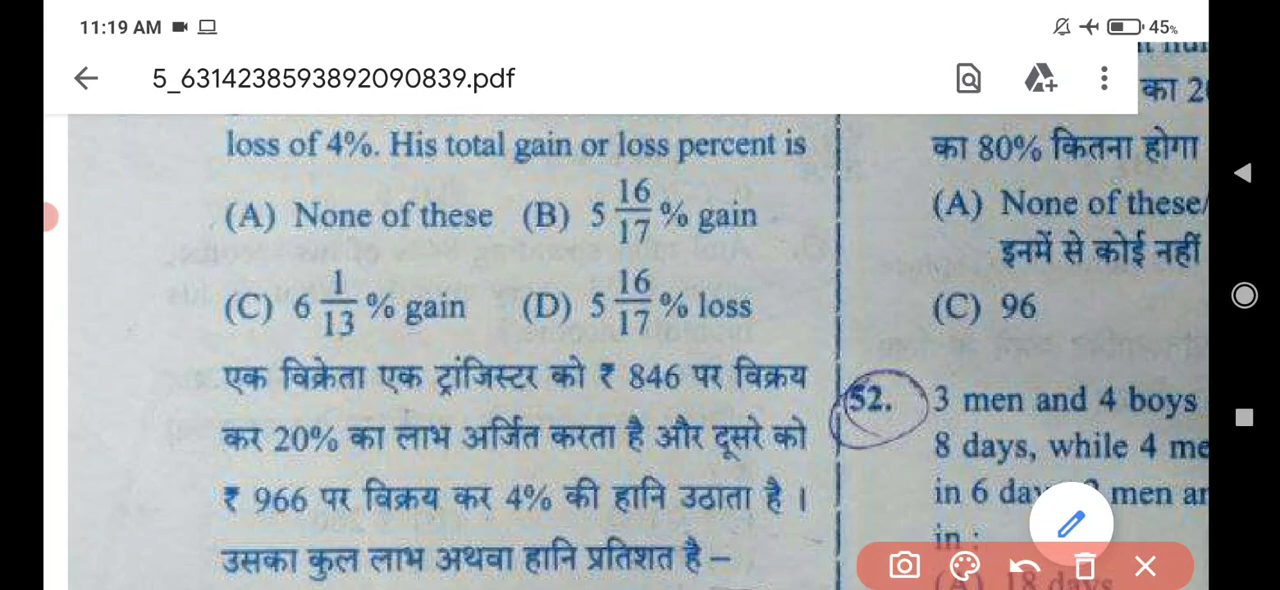 11:19 AM
45%
5_6314238593892090839.pdf
loss of 4%. His total gain or loss percent is
(A) None of these (B) 5 16/17 % gain
(C) 6 1/13 % gain (D) 5 16/17 % loss
एक विक्रेता एक ट्रांजिस्टर को ₹ 846 पर विक्रय
कर 20% का लाभ अर्जित करता है और दूसरे को
₹ 966 पर विक्रय कर 4% की हानि उठाता है ।
उसका कुल लाभ अथवा हानि प्रतिशत है –
का 2
का 80% कितना होगा
(A) None of these/
इनमें से कोई नहीं
(C) 96
52. 3 men and 4 boys
8 days, while 4 me
in 6 men ar
in :
(A) 18 days